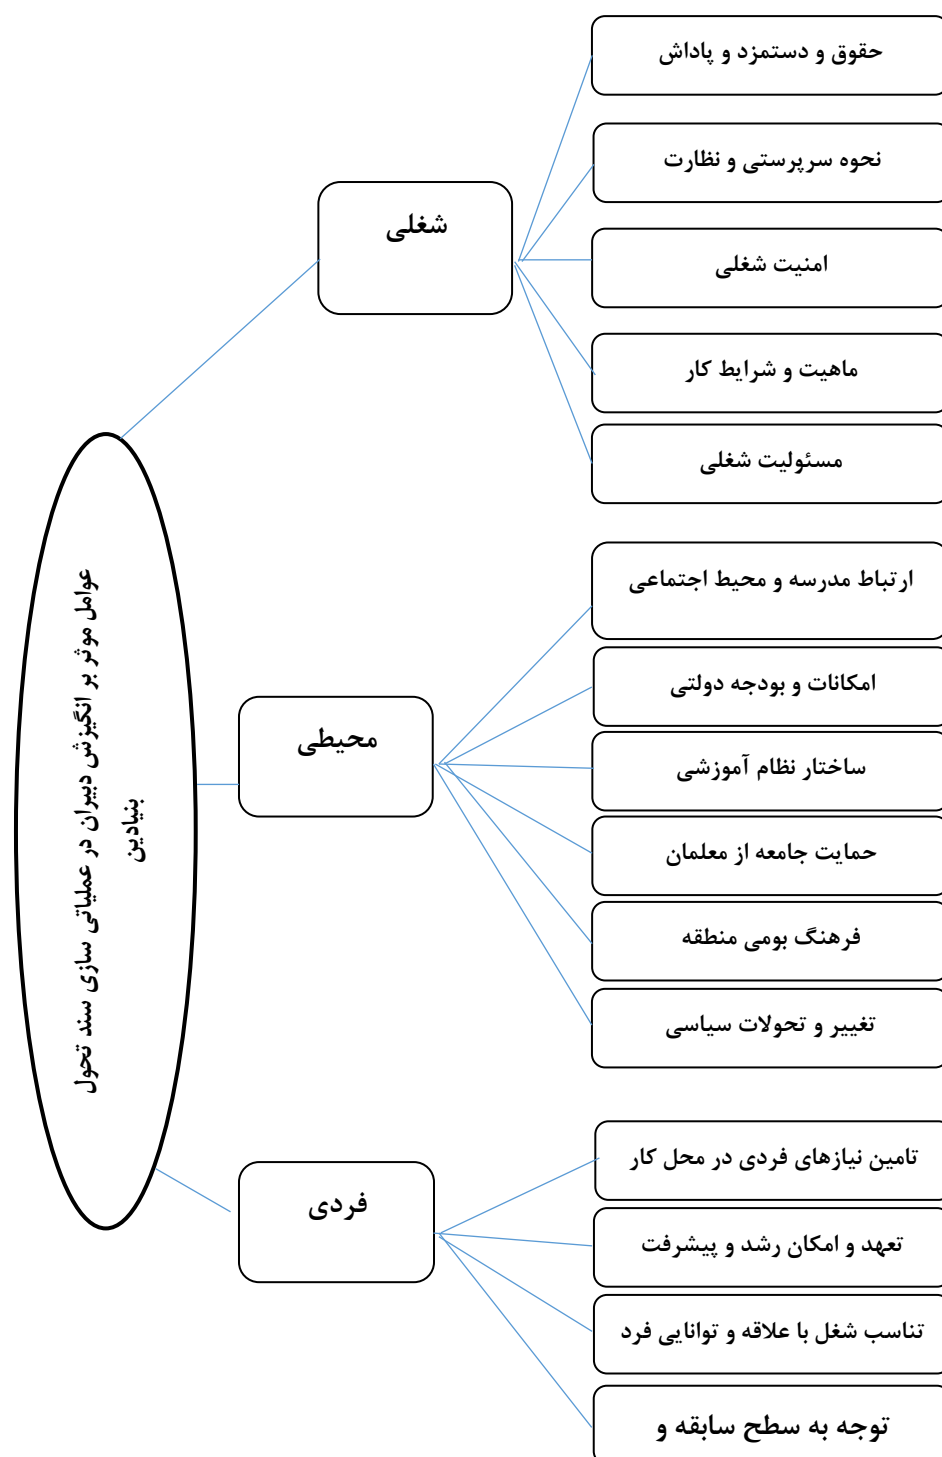 عوامل موثر بر انگیزش دبیران در عملیاتی سازی سند تحول
بنیادین
شغلی
حقوق و دستمزد و پاداش
نحوه سرپرستی و نظارت
امنیت شغلی
ماهیت و شرایط کار
مسئولیت شغلی
محیطی
ارتباط مدرسه و محیط اجتماعی
امکانات و بودجه دولتی
ساختار نظام آموزشی
حمایت جامعه از معلمان
فرهنگ بومی منطقه
تغییر و تحولات سیاسی
فردی
تامین نیازهای فردی در محل کار
تعهد و امکان رشد و پیشرفت
تناسب شغل با علاقه و توانایی فرد
توجه به سطح سابقه و